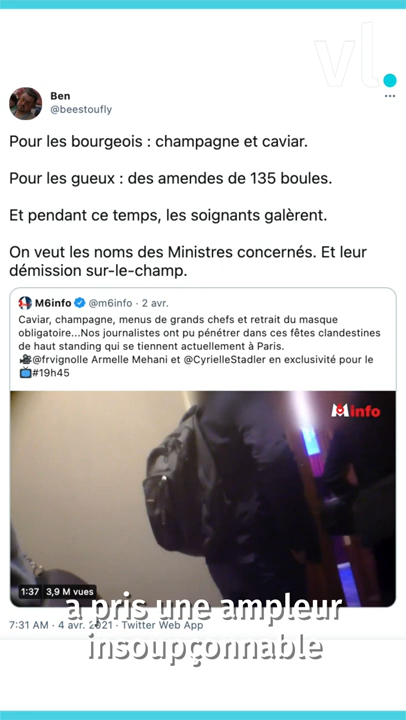 vl.
Ben
@beestoufly
Pour les bourgeois : champagne et caviar.
Pour les gueux : des amendes de 135 boules.
Et pendant ce temps, les soignants galèrent.
On veut les noms des Ministres concernés. Et leur
démission sur-le-champ.
M6info @m6info · 2 avr.
Caviar, champagne, menus de grands chefs et retrait du masque
obligatoire...Nos journalistes ont pu pénétrer dans ces fêtes clandestines
de haut standing qui se tiennent actuellement à Paris.
🎥@frvignolle Armelle Mehani et @CyrielleStadler en exclusivité pour le
📺#19h45
M info
1:37 3,9 M vues
a pris une ampleur
insoupçonnable
7:31 AM · 4 avr. 2021 · Twitter Web App